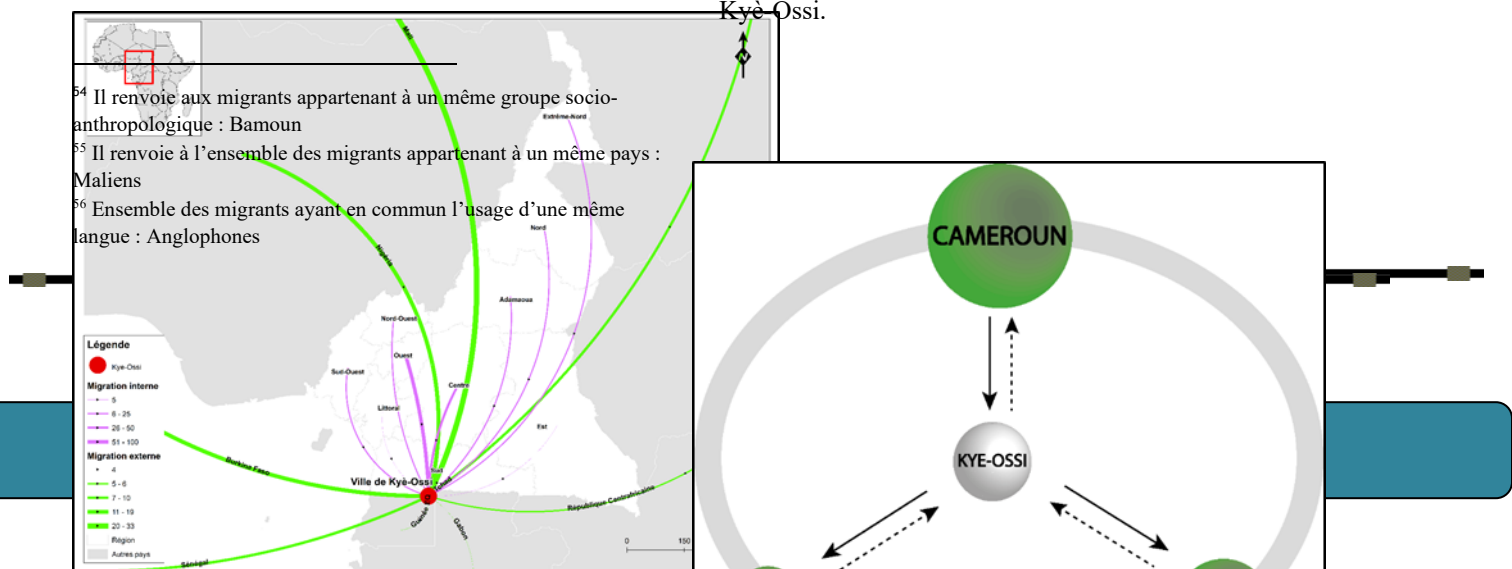 Kyè-Ossi.
54 Il renvoie aux migrants appartenant à un même groupe socio-
anthropologique : Bamoun
55 Il renvoie à l'ensemble des migrants appartenant à un même pays :
Maliens
56 Ensemble des migrants ayant en commun l'usage d'une même
langue : Anglophones
Mali
N
Extrême-Nord
Nord
Nigéria
Adamaoua
Nord-Ouest
Ouest
Sud-Ouest
Centre
Littoral
Est
Sud
Tchad
Ville de Kyè-Ossi
Burkina Faso
République Centrafricaine
Gabon
Sénégal
0 150
Légende
Kye-Ossi
Migration interne
5
6 - 25
26 - 50
51 - 100
Migration externe
4
5 - 6
7 - 10
11 - 19
20 - 33
Région
Autres pays
CAMEROUN
KYE-OSSI